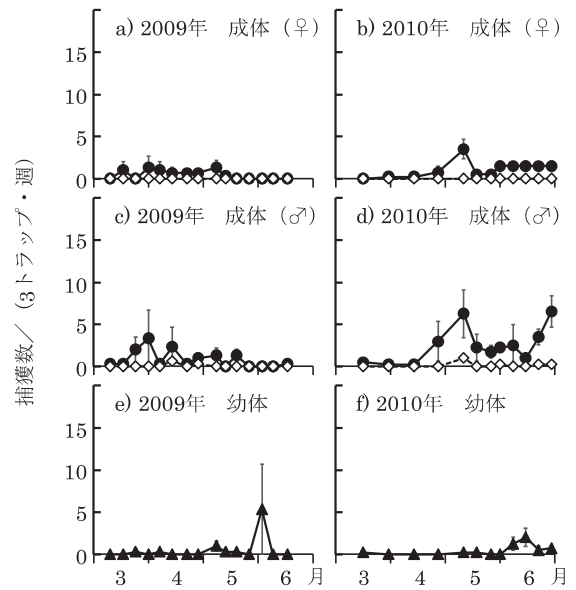 捕獲数／（3トラップ・週）
a) 2009年　成体（♀）
b) 2010年　成体（♀）
15
10
5
0
c) 2009年　成体（♂）
d) 2010年　成体（♂）
15
10
5
0
e) 2009年　幼体
f) 2010年　幼体
15
10
5
0
3 4 5 6 月 3 4 5 6 月